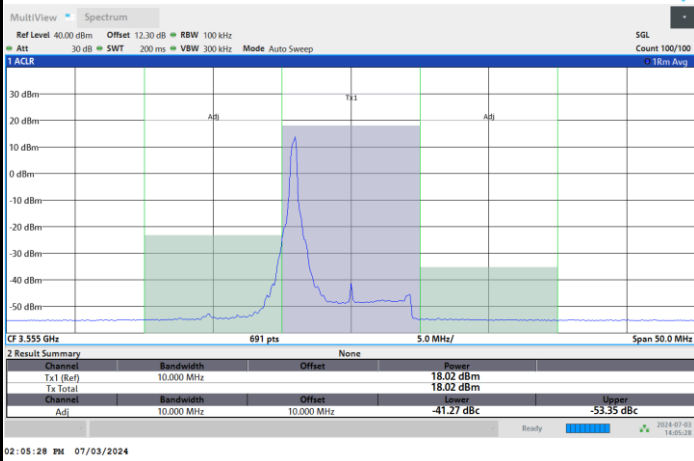 MultiView Spectrum
Ref Level 40.00 dBm Offset 12.30 dB RBW 100 kHz SGL
Att 30 dB SWT 200 ms VBW 300 kHz Mode Auto Sweep Count 100/100
1 ACLR 1Rm Avg
30 dBm
Tx1
20 dBm
Adj Adj
10 dBm
0 dBm
-10 dBm
-20 dBm
-30 dBm
-40 dBm
-50 dBm
CF 3.555 GHz 691 pts 5.0 MHz/ Span 50.0 MHz
2 Result Summary None
Channel Bandwidth Offset Power
Tx1 (Ref) 10.000 MHz 18.02 dBm
Tx Total 18.02 dBm
Channel Bandwidth Offset Lower Upper
Adj 10.000 MHz 10.000 MHz -41.27 dBc -53.35 dBc
Ready 2024-07-03
14:05:28
02:05:28 PM 07/03/2024